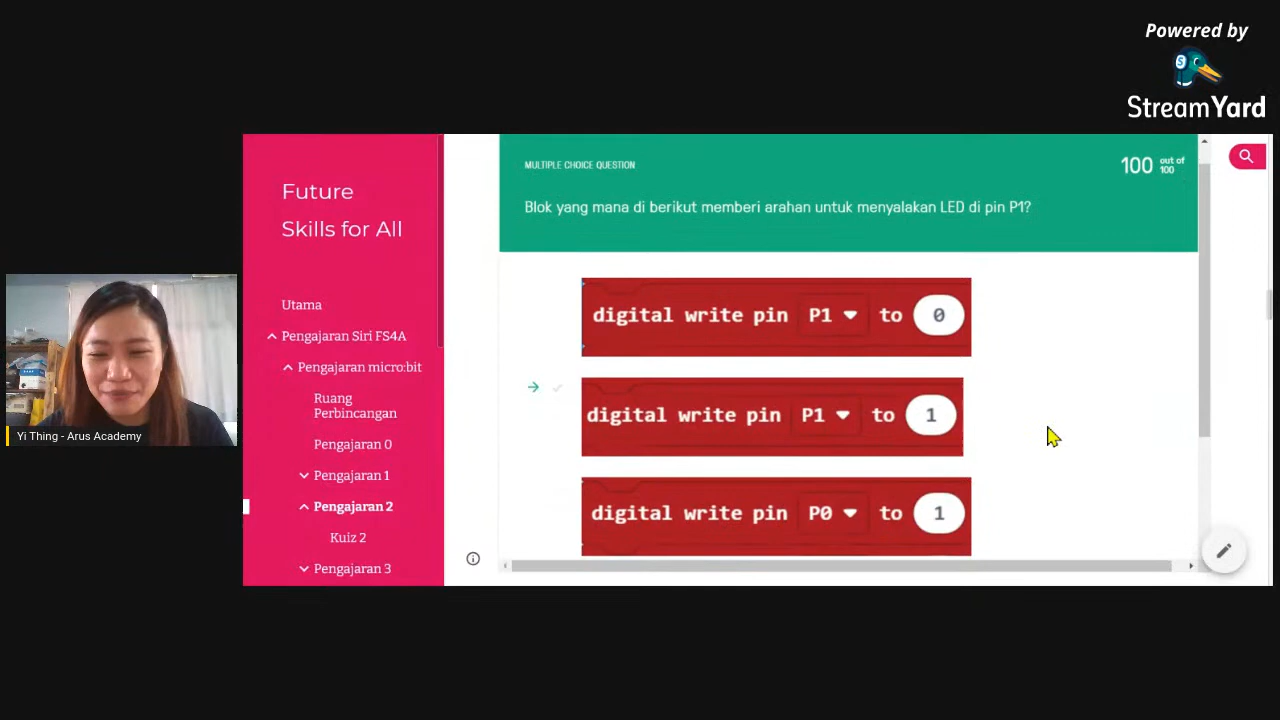 Powered by
StreamYard
Future
Skills for All
Utama
Pengajaran Siri FS4A
Pengajaran micro:bit
Ruang
Perbincangan
Pengajaran 0
Pengajaran 1
Pengajaran 2
Kuiz 2
Pengajaran 3
MULTIPLE CHOICE QUESTION
100 out of
100
Blok yang mana di berikut memberi arahan untuk menyalakan LED di pin P1?
digital write pin P1 to 0
digital write pin P1 to 1
digital write pin P0 to 1
Yi Thing - Arus Academy